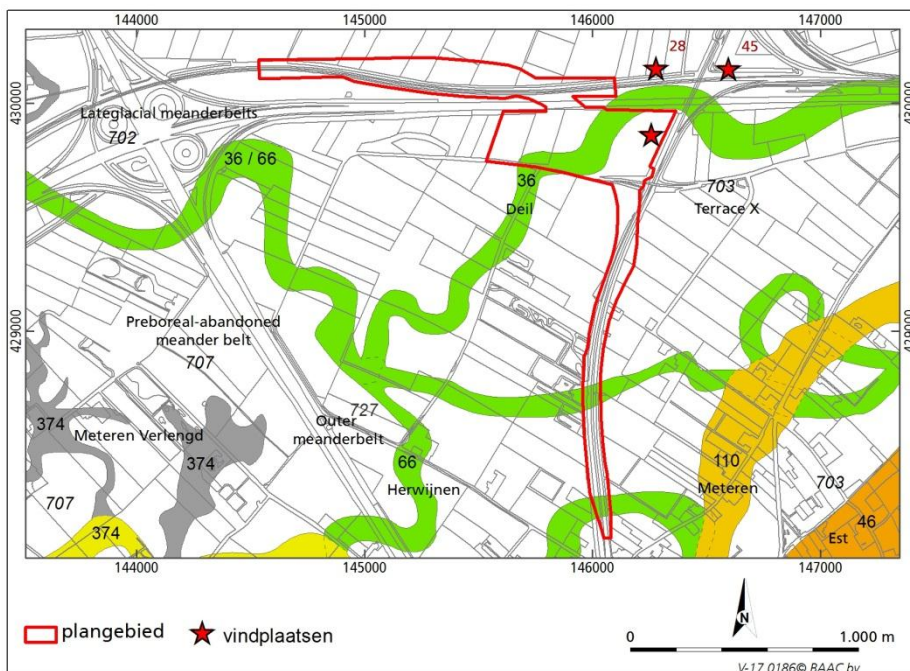 144000
145000
146000
147000
28
45
430000
430000
Lateglacial meanderbelts
702
36 / 66
36
Deil
703
Terrace X
429000
429000
Preboreal-abandoned
meander belt
707
727
Outer
meanderbelt
374
Meteren Verlengd
374
66
Herwijnen
110
Meteren
703
707
374
46
Est
144000
145000
146000
147000
plangebied
vindplaatsen
N
0
1.000 m
V-17.0186© BAAC bv